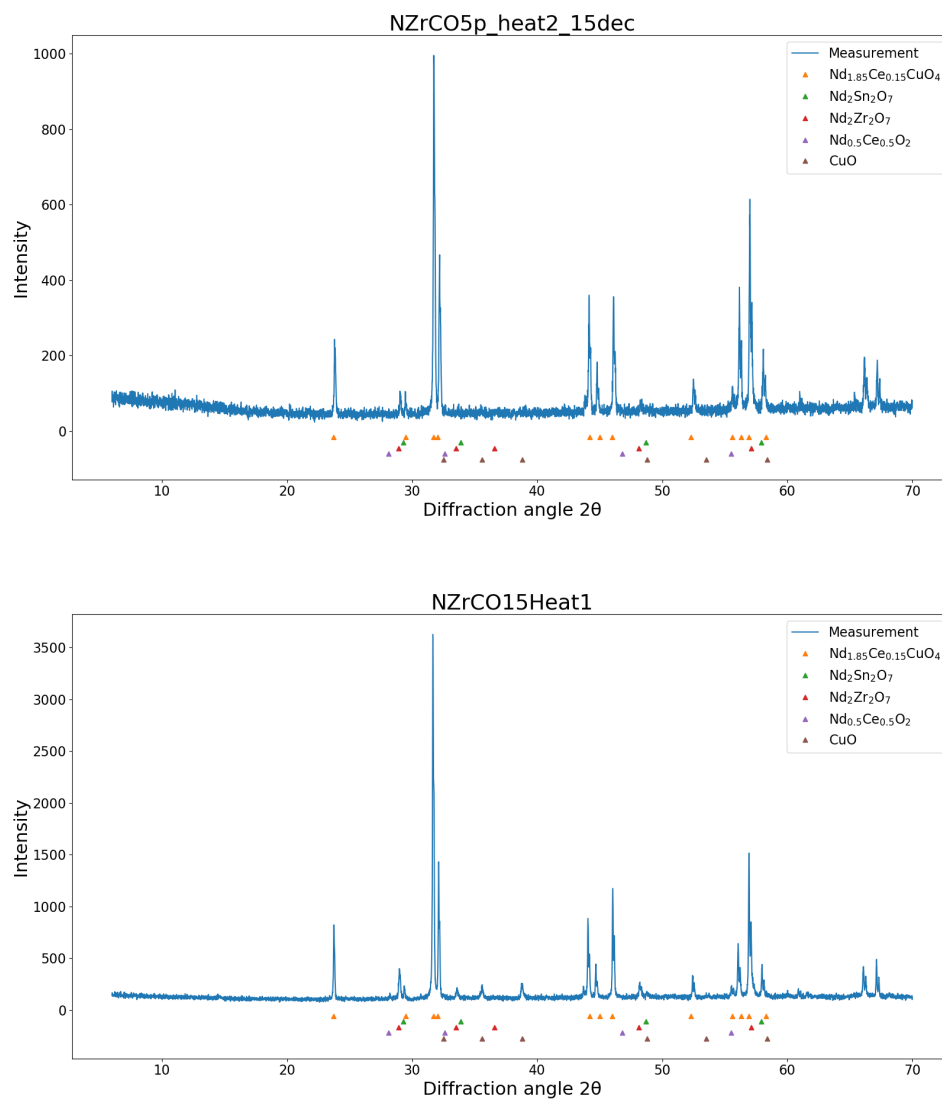 NZrCO5p_heat2_15dec
1000
800
600
400
200
0
Intensity
Measurement
Nd₁.₈₅Ce₀.₁₅CuO₄
Nd₂Sn₂O₇
Nd₂Zr₂O₇
Nd₀.₅Ce₀.₅O₂
CuO
10 20 30 40 50 60 70
Diffraction angle 2θ
NZrCO15Heat1
3500
3000
2500
2000
1500
1000
500
0
Intensity
Measurement
Nd₁.₈₅Ce₀.₁₅CuO₄
Nd₂Sn₂O₇
Nd₂Zr₂O₇
Nd₀.₅Ce₀.₅O₂
CuO
10 20 30 40 50 60 70
Diffraction angle 2θ